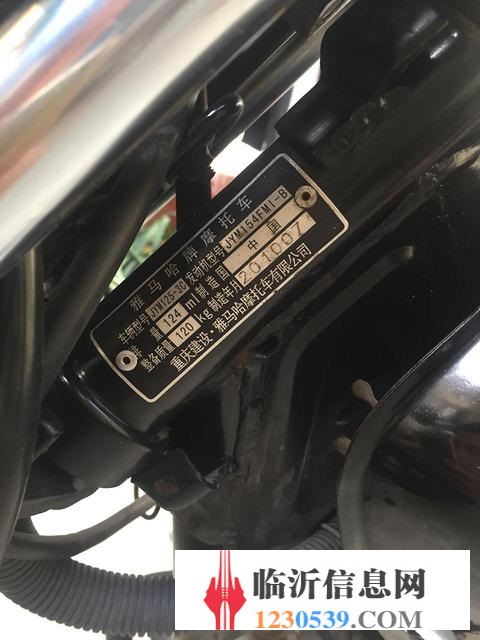 雅马哈牌摩托车
车辆型号 JYM125-3G 发动机型号 JYM154FMI-B
排量 124 ml 制造国 中国
整备质量 120 kg 制造年月 201007
重庆建设·雅马哈摩托车有限公司
临沂信息网
1230539.com